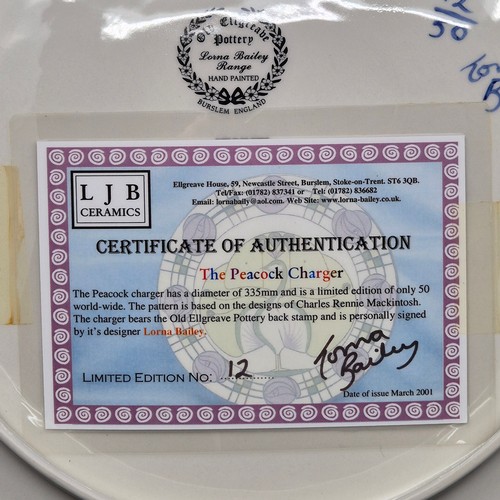 Old Ellgreave
Pottery
Lorna Bailey
Range
HAND PAINTED
BURSLEM ENGLAND
12
50
LJB
CERAMICS
Ellgreave House, 59, Newcastle Street, Burslem, Stoke-on-Trent. ST6 3QB.
Tel/Fax: (01782) 837341 or Tel: (01782) 836682
Email: lornabaily@aol.com. Web Site: www.lorna-bailey.co.uk.
CERTIFICATE OF AUTHENTICATION
The Peacock Charger
The Peacock charger has a diameter of 335mm and is a limited edition of only 50
world-wide. The pattern is based on the designs of Charles Rennie Mackintosh.
The charger bears the Old Ellgreave Pottery back stamp and is personally signed
by it's designer Lorna Bailey.
LIMITED EDITION NO: 12
Lorna
Bailey
Date of issue March 2001